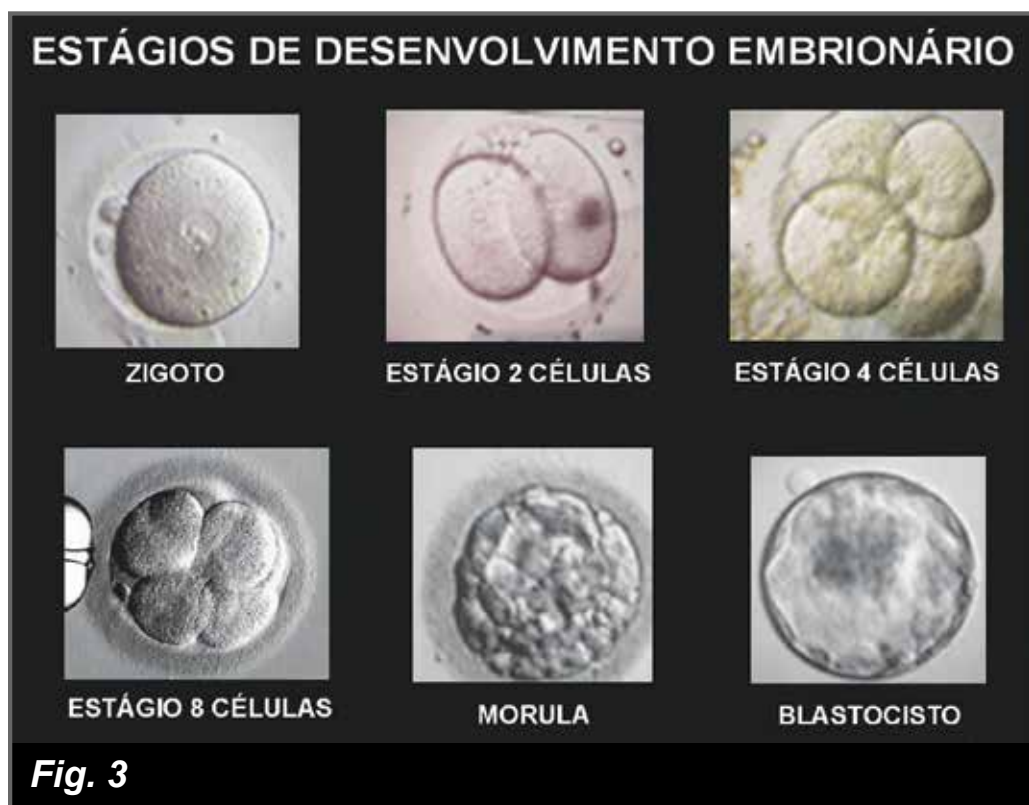 ESTÁGIOS DE DESENVOLVIMENTO EMBRIONÁRIO
ZIGOTO
ESTÁGIO 2 CÉLULAS
ESTÁGIO 4 CÉLULAS
ESTÁGIO 8 CÉLULAS
MORULA
BLASTOCISTO
Fig. 3